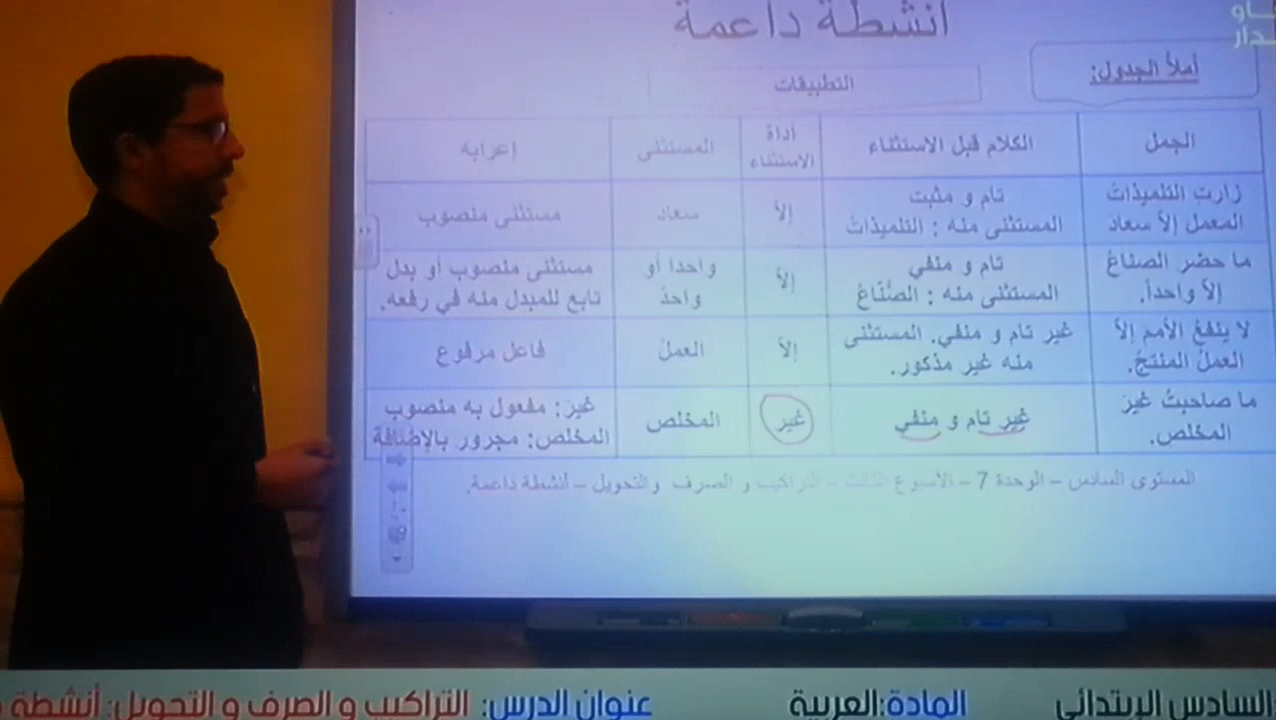 أنشطة داعمة
أملأ الجدول:
التطبيقات
الجمل
الكلام قبل الاستثناء
أداة
الاستثناء
المستثنى
إعرابه
زارتِ التلميذاتُ
المعمل إلاَ سعاد
تام و مثبت
المستثنى منه : التلميذاتُ
إلاَ
سعاد
مستثنى منصوب
ما حضر الصناعُ
إلاَ واحداً.
تام و منفي
المستثنى منه : الصُّنّاعُ
إلاَ
واحدا أو
واحدُ
مستثنى منصوب أو بدل
تابع للمبدل منه في رفعه.
لا ينفعُ الأمم إلاَ
العملُ المنتجُ.
غير تام و منفي. المستثنى
منه غير مذكور.
إلاَ
العملُ
فاعل مرفوع
ما صاحبتُ غيرَ
المخلص.
غير تام و منفي
غيرَ
المخلص
غيرَ: مفعول به منصوب
المخلص: مجرور بالإضافة
المستوى السادس – الوحدة 7 – الأسبوع الثالث – التراكيب و الصرف والتحويل – أنشطة داعمة.
السادس الابتدائي
المادة:العربية
عنوان الدرس: التراكيب و الصرف و التحويل: أنشطة